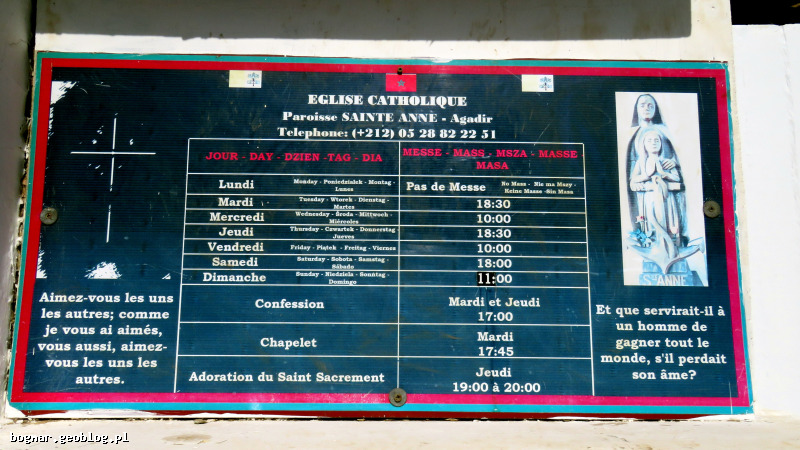 EGLISE CATHOLIQUE
Paroisse SAINTE ANNE - Agadir
Telephone: (+212) 05 28 82 22 51
JOUR - DAY - DZIEN -TAG - DIA
MESSE - MASS - MSZA - MASSE
MASA
Lundi
Monday - Poniedzialek - Montag -
Lunes
Pas de Messe
No Mass - Nie ma Mszy -
Keine Masse -Sin Masa
Mardi
Tuesday - Wtorek - Dienstag -
Martes
18:30
Mercredi
Wednesday - Środa - Mittwoch -
Miércoles
10:00
Jeudi
Thursday - Czwartek - Donnerstag
Jueves
18:30
Vendredi
Friday - Piątek - Freitag - Viernes
10:00
Samedi
Saturday - Sobota - Samstag -
Sábado
18:00
Dimanche
Sunday - Niedziela - Sonntag -
Domingo
11:00
Confession
Mardi et Jeudi
17:00
Chapelet
Mardi
17:45
Adoration du Saint Sacrement
Jeudi
19:00 à 20:00
Aimez-vous les uns
les autres; comme
je vous ai aimés,
vous aussi, aimez-
vous les uns les
autres.
Ste ANNE
Et que servirait-il à
un homme de
gagner tout le
monde, s'il perdait
son âme?
bognar.geoblog.pl